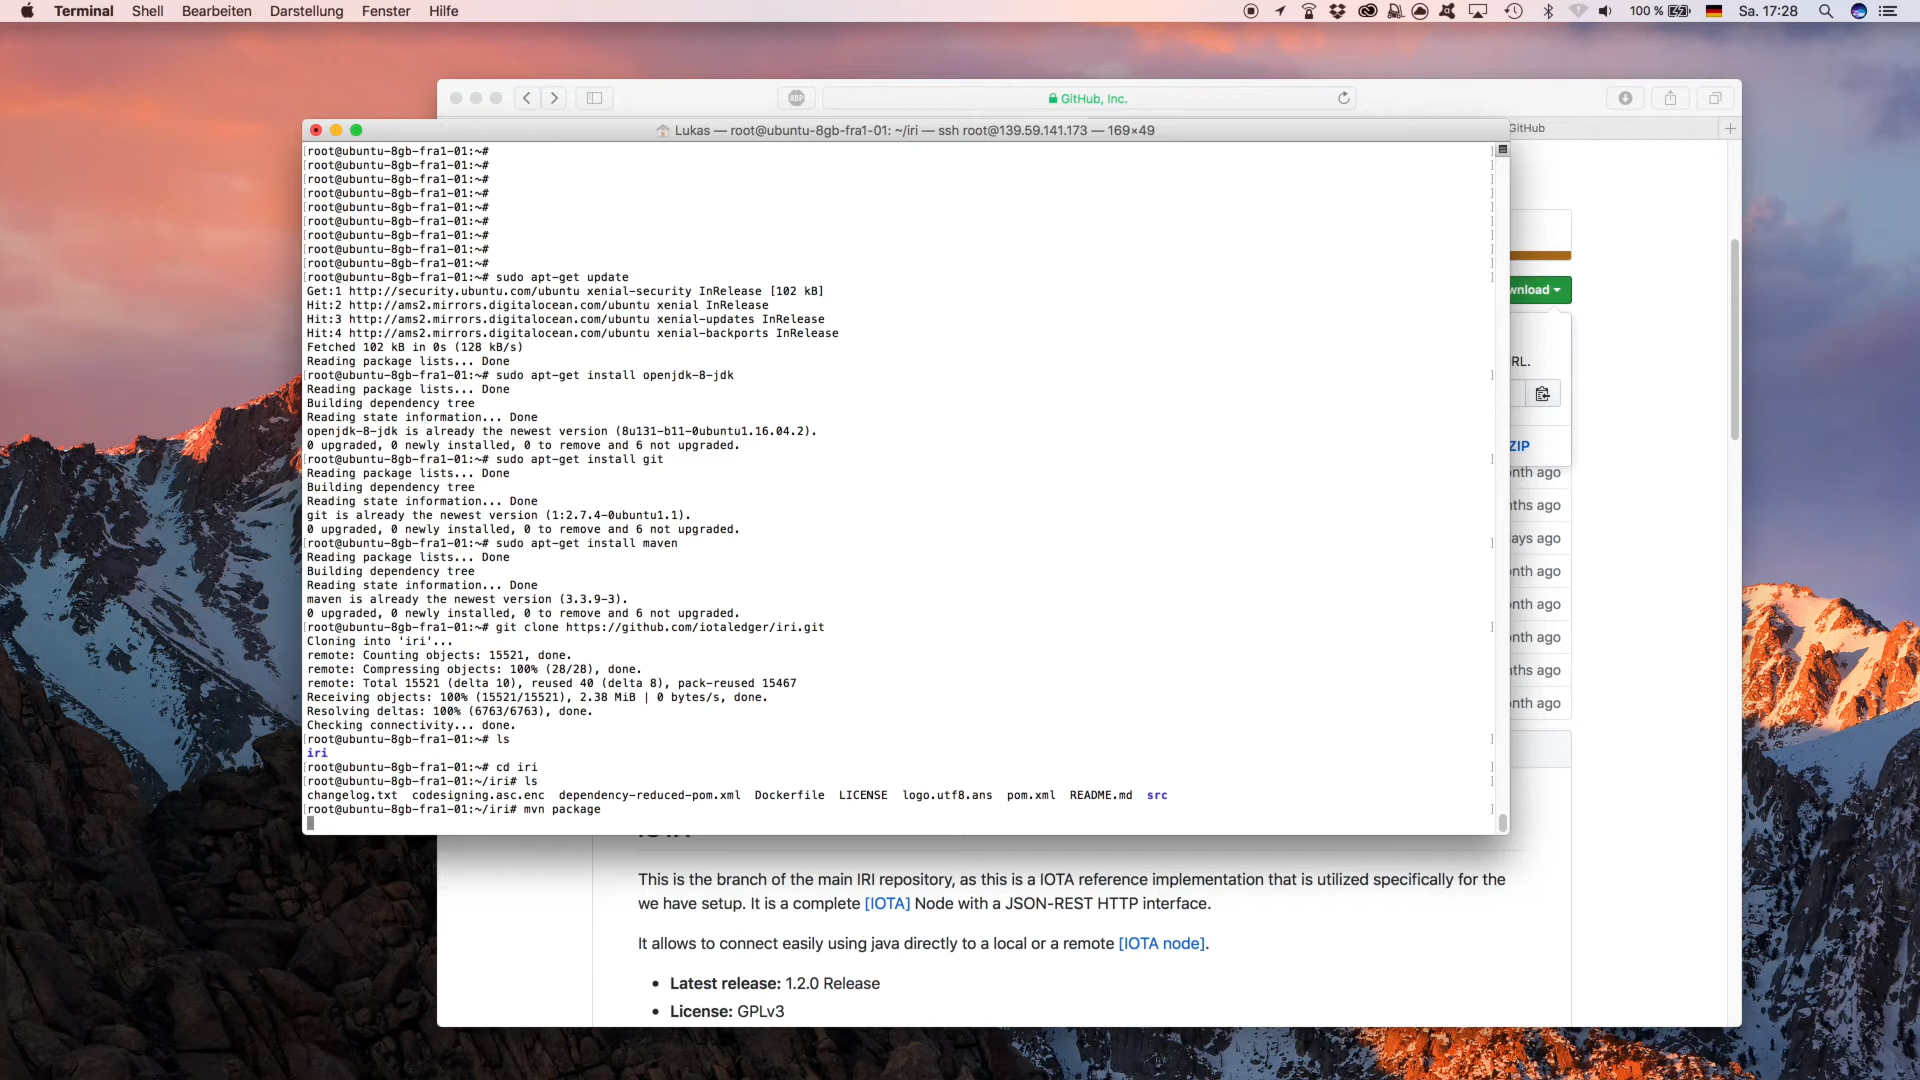 Terminal Shell Bearbeiten Darstellung Fenster Hilfe 100 % Sa. 17:28
ABP GitHub, Inc.
Lukas — root@ubuntu-8gb-fra1-01: ~/iri — ssh root@139.59.141.173 — 169×49
GitHub
[root@ubuntu-8gb-fra1-01:~# ]
[root@ubuntu-8gb-fra1-01:~# ]
[root@ubuntu-8gb-fra1-01:~# ]
[root@ubuntu-8gb-fra1-01:~# ]
[root@ubuntu-8gb-fra1-01:~# ]
[root@ubuntu-8gb-fra1-01:~# ]
[root@ubuntu-8gb-fra1-01:~# ]
[root@ubuntu-8gb-fra1-01:~# ]
[root@ubuntu-8gb-fra1-01:~# ]
[root@ubuntu-8gb-fra1-01:~# sudo apt-get update ]
Get:1 http://security.ubuntu.com/ubuntu xenial-security InRelease [102 kB]
Hit:2 http://ams2.mirrors.digitalocean.com/ubuntu xenial InRelease
Hit:3 http://ams2.mirrors.digitalocean.com/ubuntu xenial-updates InRelease
Hit:4 http://ams2.mirrors.digitalocean.com/ubuntu xenial-backports InRelease
Fetched 102 kB in 0s (128 kB/s)
Reading package lists... Done
[root@ubuntu-8gb-fra1-01:~# sudo apt-get install openjdk-8-jdk ]
Reading package lists... Done
Building dependency tree
Reading state information... Done
openjdk-8-jdk is already the newest version (8u131-b11-0ubuntu1.16.04.2).
0 upgraded, 0 newly installed, 0 to remove and 6 not upgraded.
[root@ubuntu-8gb-fra1-01:~# sudo apt-get install git ]
Reading package lists... Done
Building dependency tree
Reading state information... Done
git is already the newest version (1:2.7.4-0ubuntu1.1).
0 upgraded, 0 newly installed, 0 to remove and 6 not upgraded.
[root@ubuntu-8gb-fra1-01:~# sudo apt-get install maven ]
Reading package lists... Done
Building dependency tree
Reading state information... Done
maven is already the newest version (3.3.9-3).
0 upgraded, 0 newly installed, 0 to remove and 6 not upgraded.
[root@ubuntu-8gb-fra1-01:~# git clone https://github.com/iotaledger/iri.git ]
Cloning into 'iri'...
remote: Counting objects: 15521, done.
remote: Compressing objects: 100% (28/28), done.
remote: Total 15521 (delta 10), reused 40 (delta 8), pack-reused 15467
Receiving objects: 100% (15521/15521), 2.38 MiB | 0 bytes/s, done.
Resolving deltas: 100% (6763/6763), done.
Checking connectivity... done.
[root@ubuntu-8gb-fra1-01:~# ls ]
iri
[root@ubuntu-8gb-fra1-01:~# cd iri ]
[root@ubuntu-8gb-fra1-01:~/iri# ls ]
changelog.txt codesigning.asc.enc dependency-reduced-pom.xml Dockerfile LICENSE logo.utf8.ans pom.xml README.md src
[root@ubuntu-8gb-fra1-01:~/iri# mvn package ]
wnload
RL.
ZIP
nth ago
ths ago
ays ago
nth ago
nth ago
nth ago
ths ago
nth ago
This is the branch of the main IRI repository, as this is a IOTA reference implementation that is utilized specifically for the
we have setup. It is a complete [IOTA] Node with a JSON-REST HTTP interface.
It allows to connect easily using java directly to a local or a remote [IOTA node].
• Latest release: 1.2.0 Release
• License: GPLv3